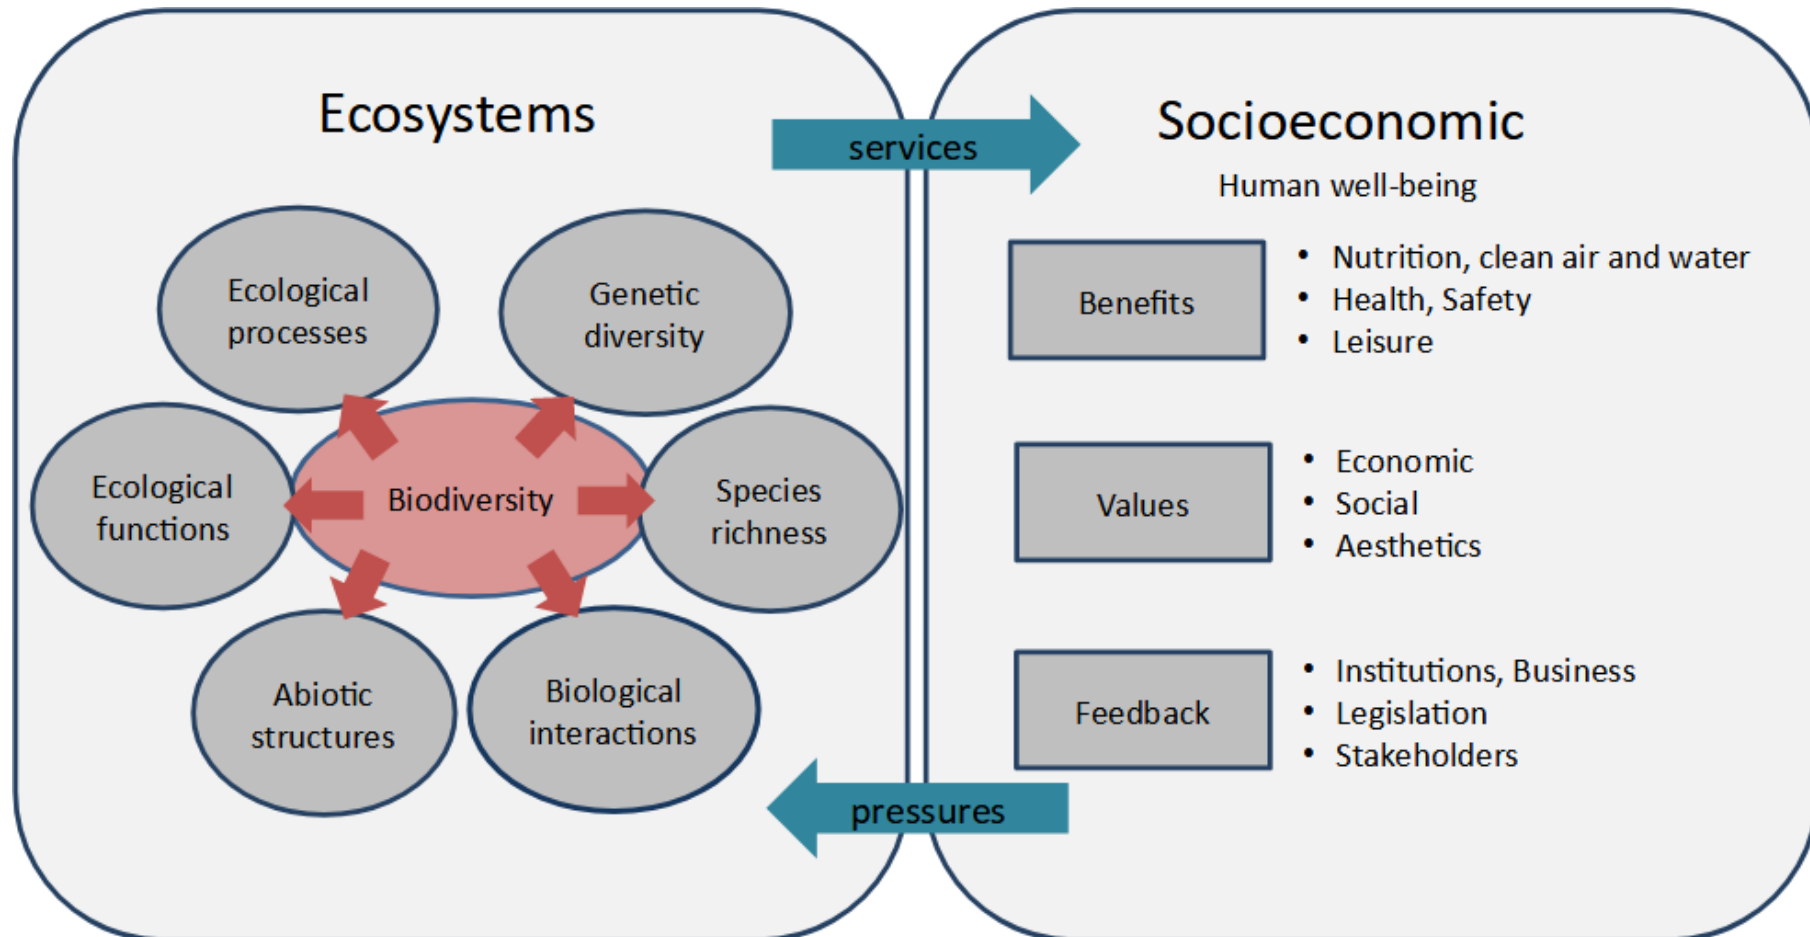 Ecosystems
services
Socioeconomic
Human well-being
Ecological
processes
Genetic
diversity
Ecological
functions
Biodiversity
Species
richness
Abiotic
structures
Biological
interactions
Benefits
• Nutrition, clean air and water
• Health, Safety
• Leisure
Values
• Economic
• Social
• Aesthetics
Feedback
• Institutions, Business
• Legislation
• Stakeholders
pressures